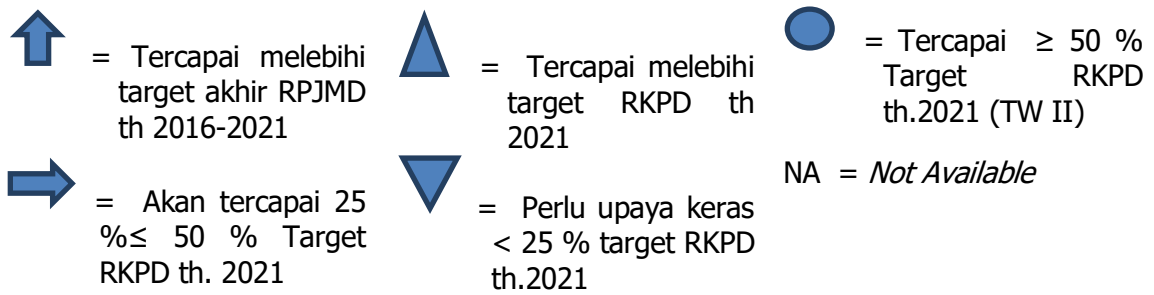 = Tercapai melebihi
target akhir RPJMD
th 2016-2021
= Tercapai melebihi
target RKPD th
2021
= Tercapai ≥ 50 %
Target RKPD
th.2021 (TW II)
= Akan tercapai 25
%≤ 50 % Target
RKPD th. 2021
= Perlu upaya keras
< 25 % target RKPD
th.2021
NA = Not Available